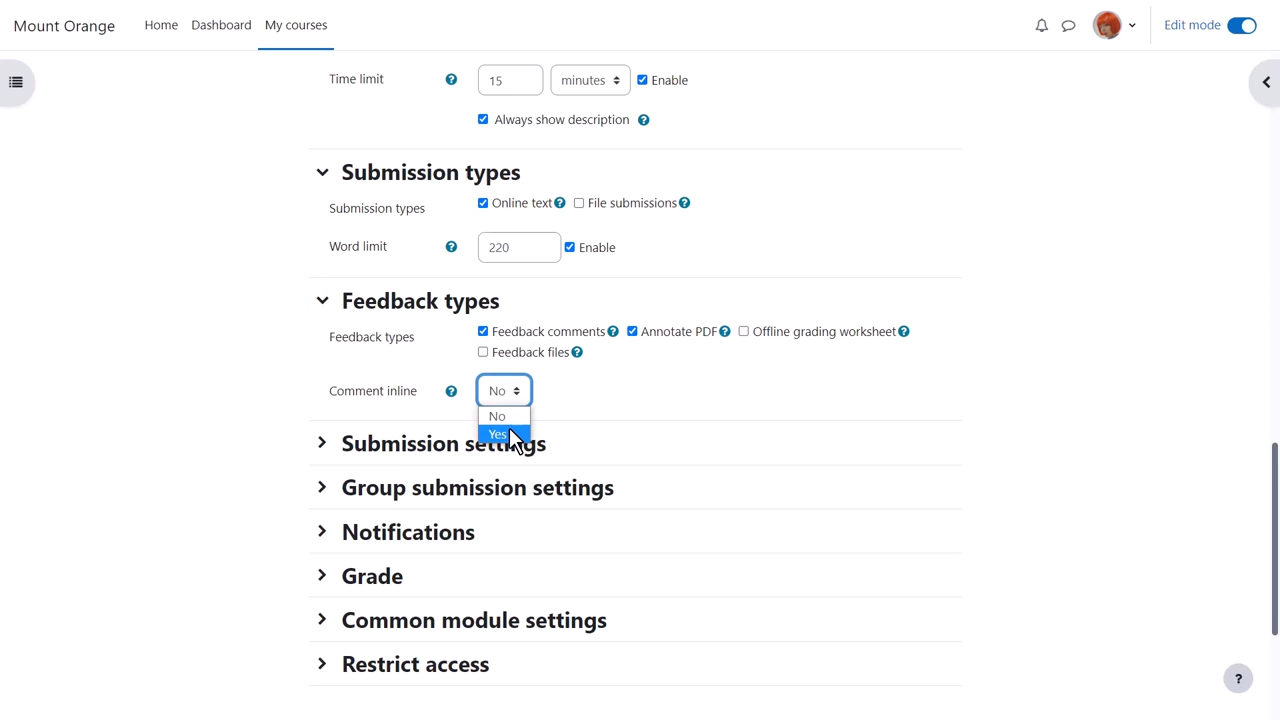 Mount Orange Home Dashboard My courses Edit mode
Time limit 15 minutes Enable
Always show description
Submission types
Submission types Online text File submissions
Word limit 220 Enable
Feedback types
Feedback types Feedback comments Annotate PDF Offline grading worksheet
Feedback files
Comment inline No
No
Yes
Submission settings
Group submission settings
Notifications
Grade
Common module settings
Restrict access
?